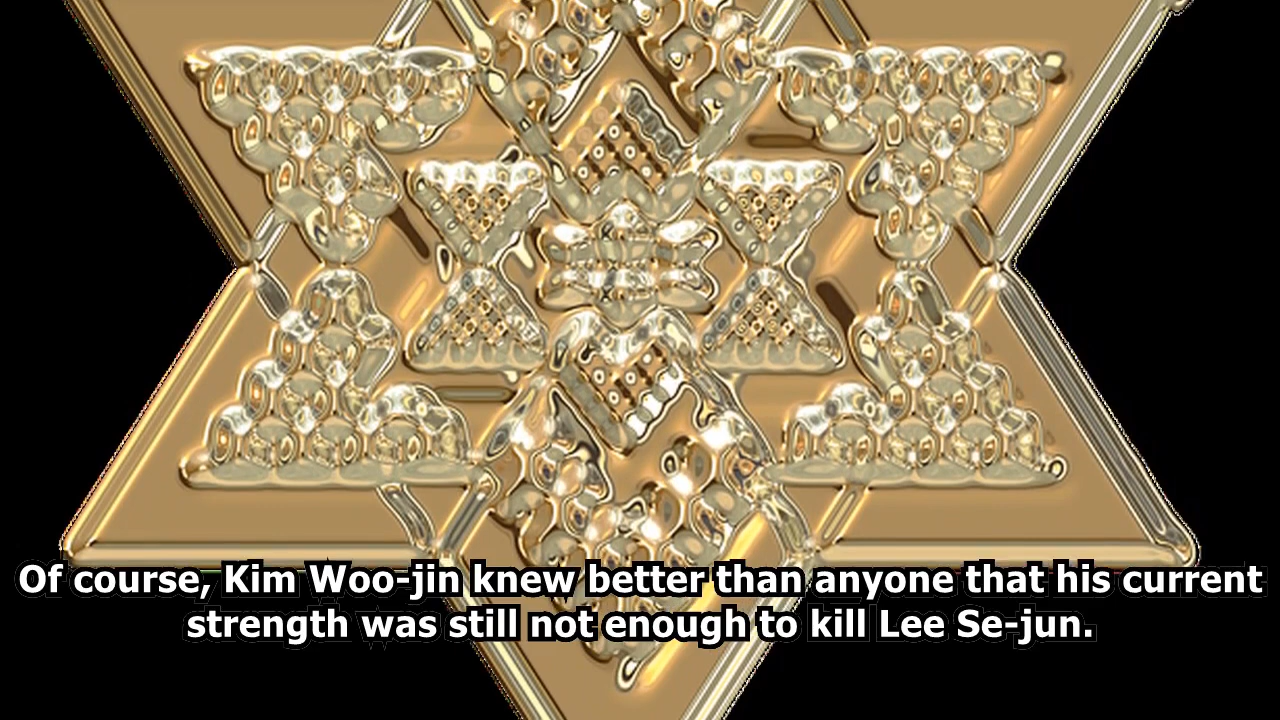 Of course, Kim Woo-jin knew better than anyone that his current
strength was still not enough to kill Lee Se-jun.